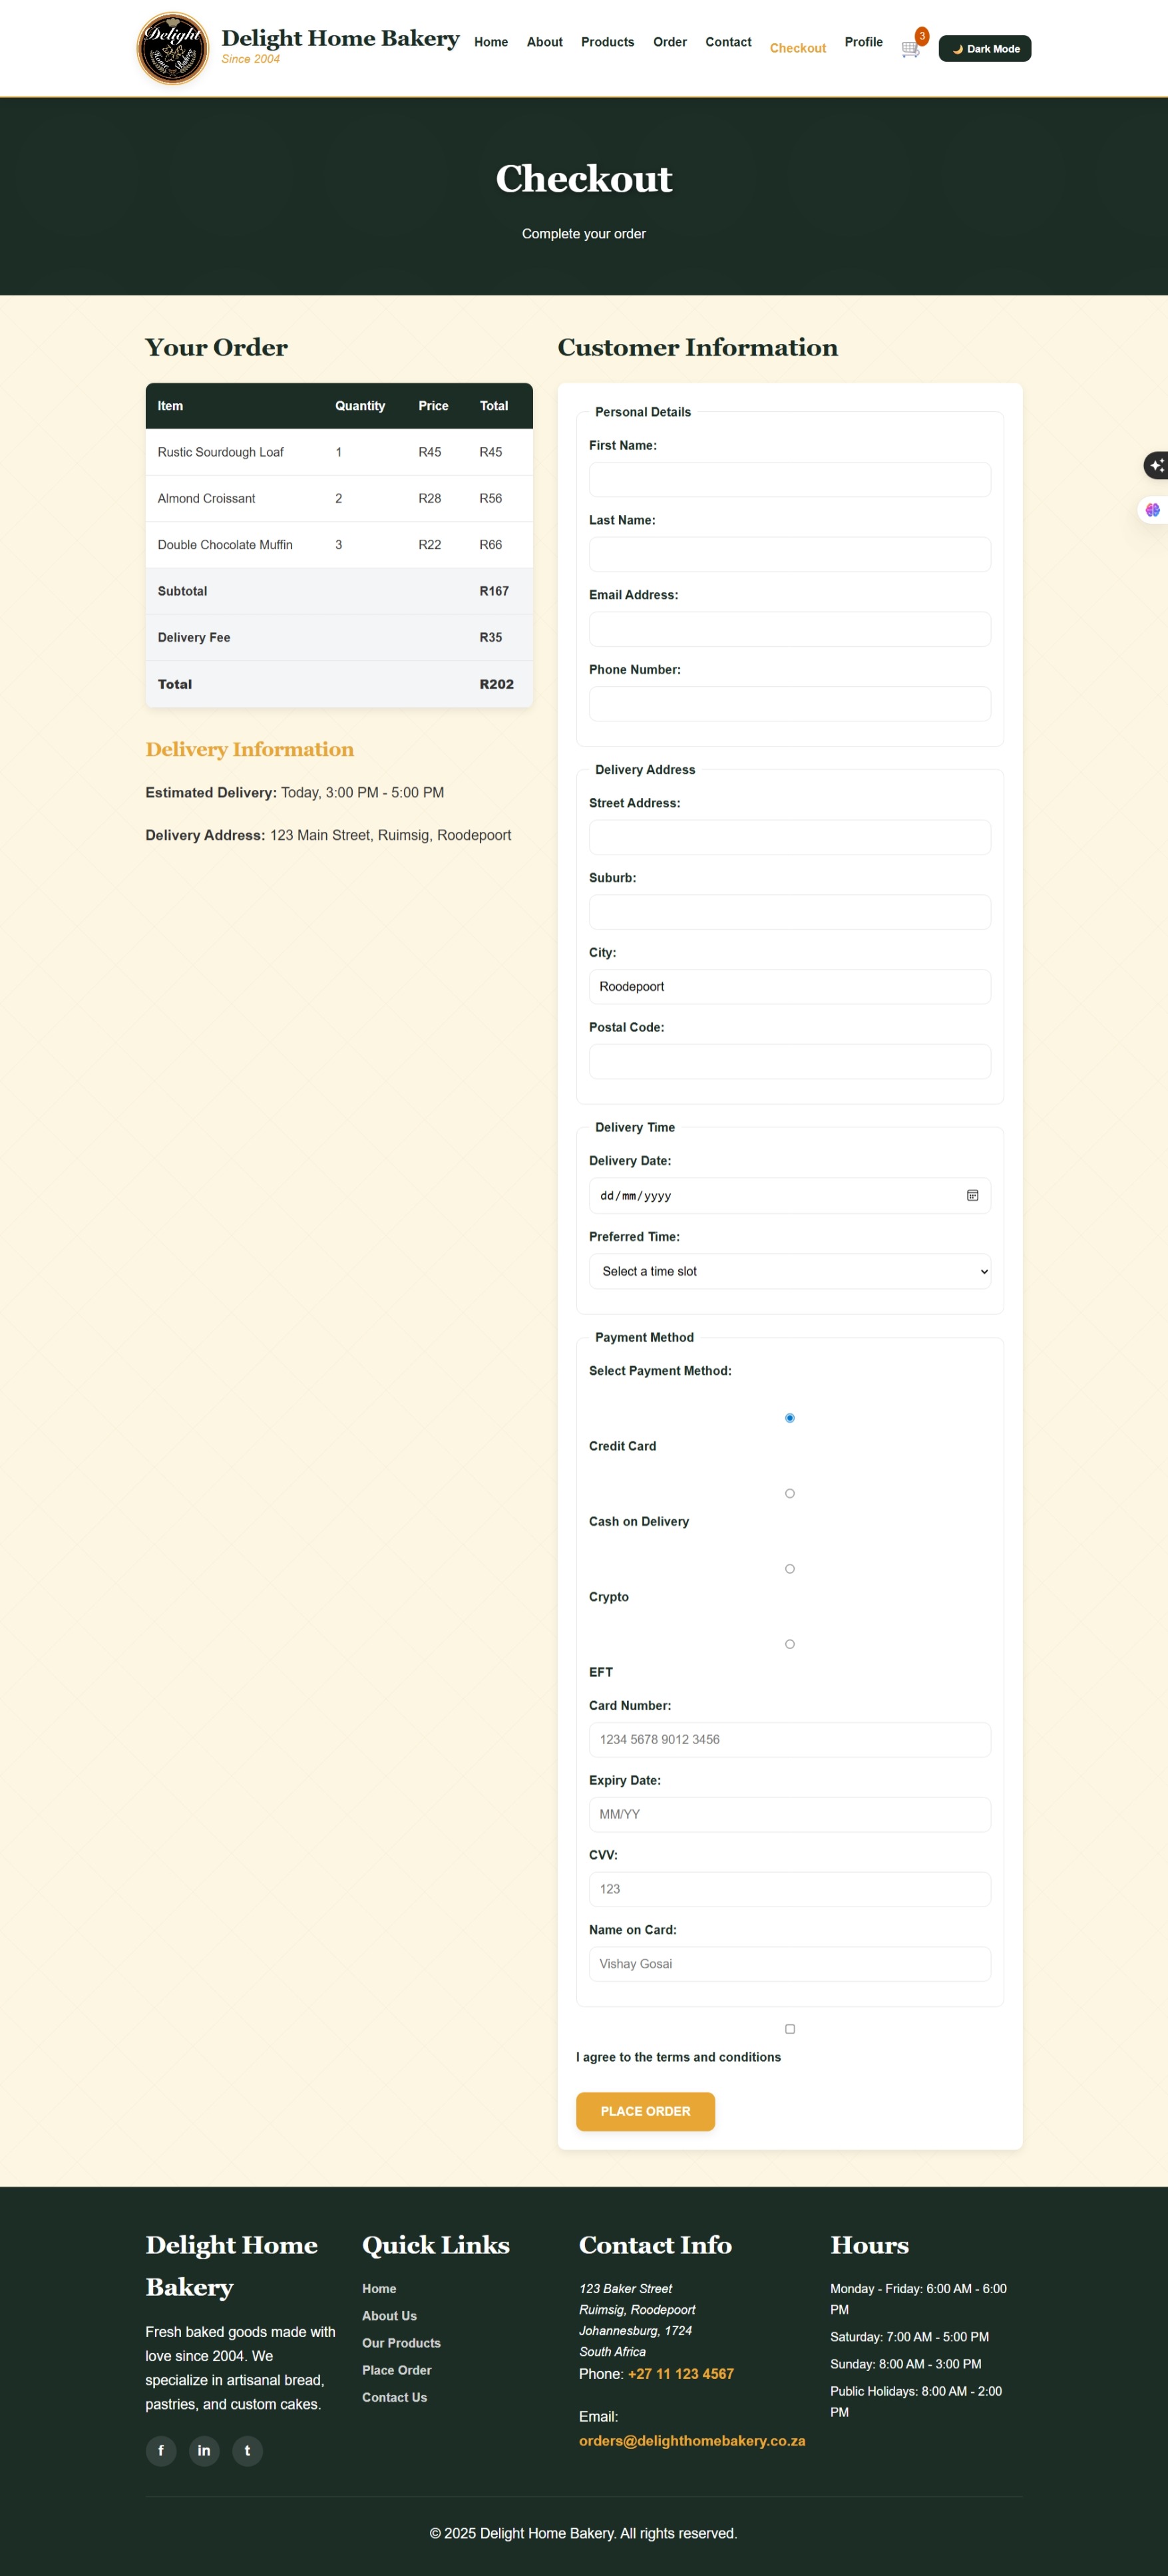 Delight
Home
Bakery
Delight Home Bakery
Since 2004
Home About Products Order Contact Checkout Profile 3 🌙 Dark Mode
Checkout
Complete your order
Your Order
Item Quantity Price Total
Rustic Sourdough Loaf 1 R45 R45
Almond Croissant 2 R28 R56
Double Chocolate Muffin 3 R22 R66
Subtotal R167
Delivery Fee R35
Total R202
Delivery Information
Estimated Delivery: Today, 3:00 PM - 5:00 PM
Delivery Address: 123 Main Street, Ruimsig, Roodepoort
Customer Information
Personal Details
First Name:
Last Name:
Email Address:
Phone Number:
Delivery Address
Street Address:
Suburb:
City:
Roodepoort
Postal Code:
Delivery Time
Delivery Date:
dd/mm/yyyy
Preferred Time:
Select a time slot
Payment Method
Select Payment Method:
Credit Card
Cash on Delivery
Crypto
EFT
Card Number:
1234 5678 9012 3456
Expiry Date:
MM/YY
CVV:
123
Name on Card:
Vishay Gosai
I agree to the terms and conditions
PLACE ORDER
Delight Home
Bakery
Fresh baked goods made with
love since 2004. We
specialize in artisanal bread,
pastries, and custom cakes.
f in t
Quick Links
Home
About Us
Our Products
Place Order
Contact Us
Contact Info
123 Baker Street
Ruimsig, Roodepoort
Johannesburg, 1724
South Africa
Phone: +27 11 123 4567
Email:
orders@delighthomebakery.co.za
Hours
Monday - Friday: 6:00 AM - 6:00
PM
Saturday: 7:00 AM - 5:00 PM
Sunday: 8:00 AM - 3:00 PM
Public Holidays: 8:00 AM - 2:00
PM
© 2025 Delight Home Bakery. All rights reserved.